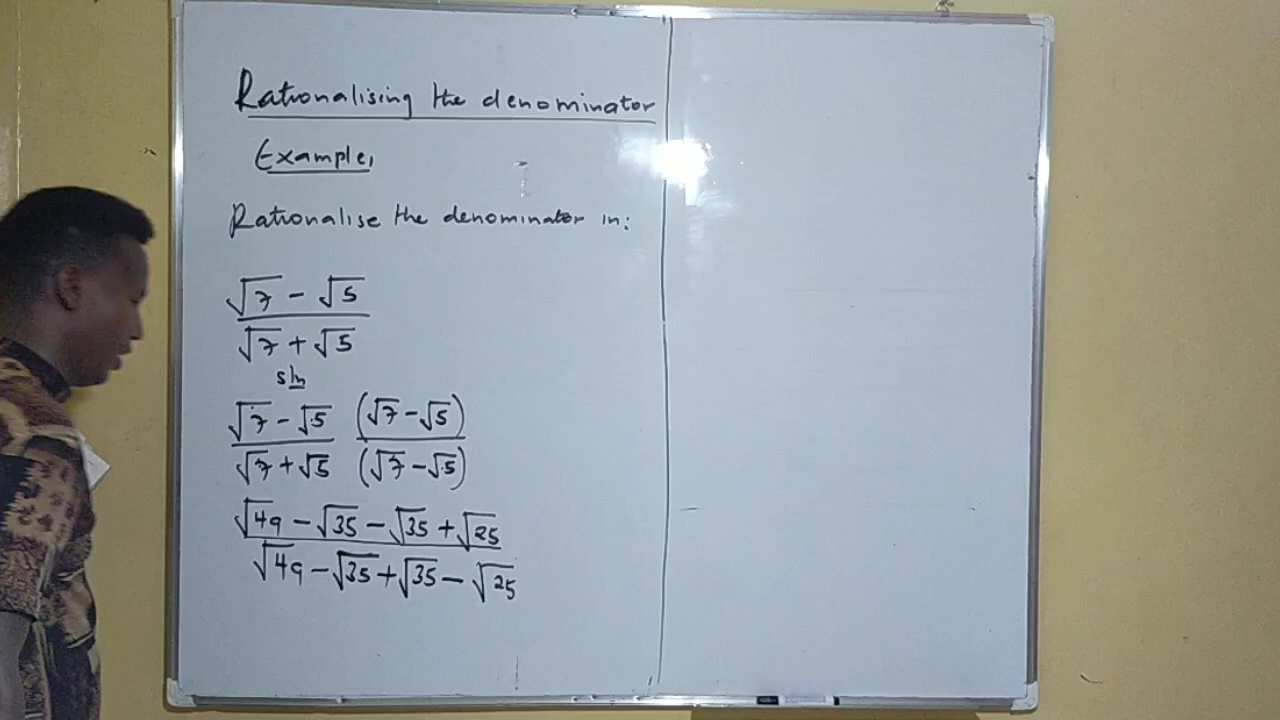 Rationalising the denominator
Example,
Rationalise the denominator in:
√7 - √5
√7 + √5
sln
√7 - √5 (√7 - √5)
√7 + √5 (√7 - √5)
√49 - √35 - √35 + √25
√49 - √35 + √35 - √25